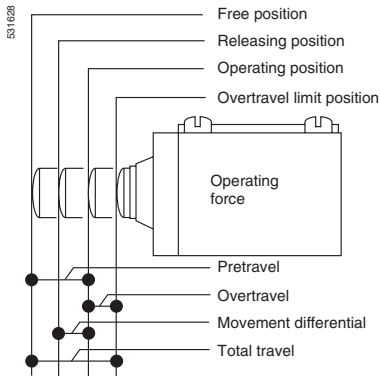 531628
Free position
Releasing position
Operating position
Overtravel limit position
Operating
force
Pretravel
Overtravel
Movement differential
Total travel